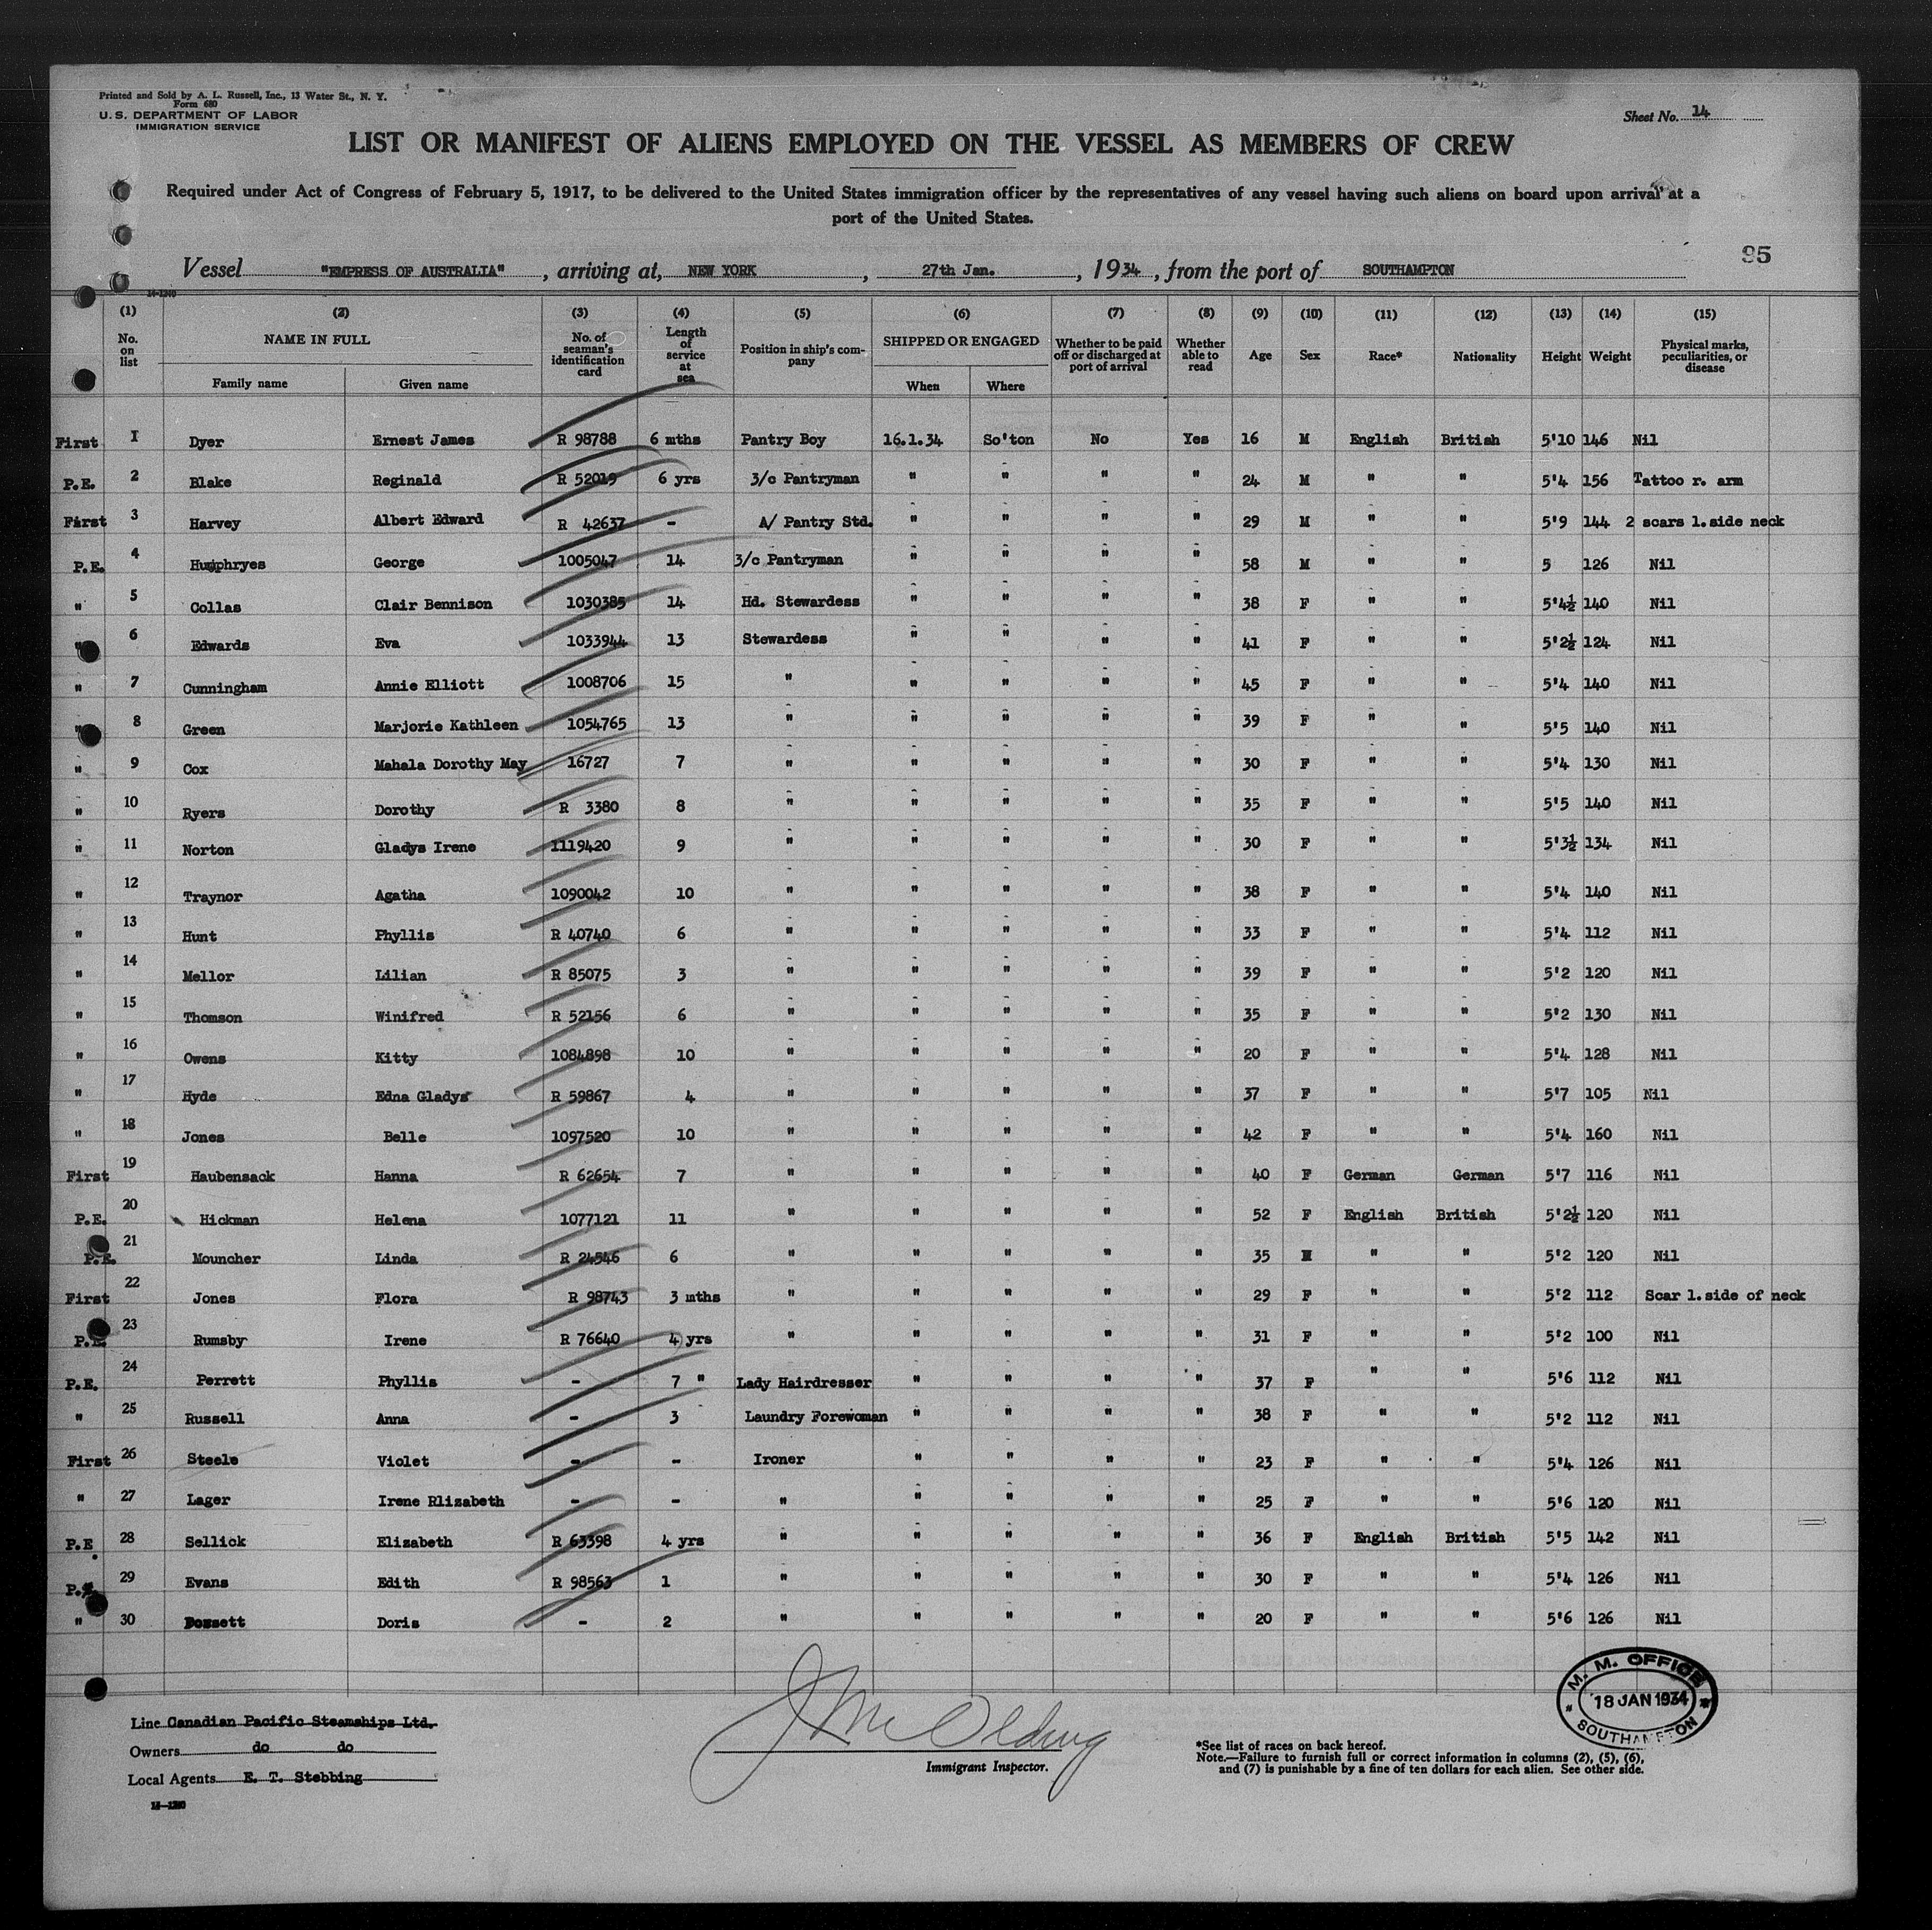 Printed and Sold by A. L. Russell, Inc., 13 Water St., N. Y.
Form 680
U. S. DEPARTMENT OF LABOR
IMMIGRATION SERVICE
Sheet No. 14
LIST OR MANIFEST OF ALIENS EMPLOYED ON THE VESSEL AS MEMBERS OF CREW
Required under Act of Congress of February 5, 1917, to be delivered to the United States immigration officer by the representatives of any vessel having such aliens on board upon arrival at a
port of the United States.
95
Vessel "EMPRESS OF AUSTRALIA", arriving at, NEW YORK, 27th Jan., 1934, from the port of SOUTHAMPTON
14-1240
(1) (2) (3) (4) (5) (6) (7) (8) (9) (10) (11) (12) (13) (14) (15)
No. on list NAME IN FULL Family name Given name No. of seaman's identification card Length of service at sea Position in ship's company SHIPPED OR ENGAGED When Where Whether to be paid off or discharged at port of arrival Whether able to read Age Sex Race* Nationality Height Weight Physical marks, peculiarities, or disease
First I Dyer Ernest James R 98788 6 mths Pantry Boy 16.1.34 So'ton No Yes 16 M English British 5'10 146 Nil
P.E. 2 Blake Reginald R 52019 6 yrs 3/c Pantryman " " " " 24 M " " 5'4 156 Tattoo r. arm
First 3 Harvey Albert Edward R 42637 - A/ Pantry Std. " " " " 29 M " " 5'9 144 2 scars l.side neck
P.E. 4 Humphryes George 1005047 14 3/c Pantryman " " " " 58 M " " 5 126 Nil
" 5 Collas Clair Bennison 1030385 14 Hd. Stewardess " " " " 38 F " " 5'4½ 140 Nil
" 6 Edwards Eva 1033944 13 Stewardess " " " " 41 F " " 5'2½ 124 Nil
" 7 Cunningham Annie Elliott 1008706 15 " " " " " 45 F " " 5'4 140 Nil
" 8 Green Marjorie Kathleen 1054765 13 " " " " " 39 F " " 5'5 140 Nil
" 9 Cox Mahala Dorothy May 16727 7 " " " " " 30 F " " 5'4 130 Nil
" 10 Ryers Dorothy R 3380 8 " " " " " 35 F " " 5'5 140 Nil
" 11 Norton Gladys Irene 1119420 9 " " " " " 30 F " " 5'3½ 134 Nil
" 12 Traynor Agatha 1090042 10 " " " " " 38 F " " 5'4 140 Nil
" 13 Hunt Phyllis R 40740 6 " " " " " 33 F " " 5'4 112 Nil
" 14 Mellor Lilian R 85075 3 " " " " " 39 F " " 5'2 120 Nil
" 15 Thomson Winifred R 52156 6 " " " " " 35 F " " 5'2 130 Nil
" 16 Owens Kitty 1084898 10 " " " " " 20 F " " 5'4 128 Nil
" 17 Hyde Edna Gladys R 59867 4 " " " " " 37 F " " 5'7 105 Nil
" 18 Jones Belle 1097520 10 " " " " " 42 F " " 5'4 160 Nil
First 19 Haubensack Hanna R 62654 7 " " " " " 40 F German German 5'7 116 Nil
P.E. 20 Hickman Helena 1077121 11 " " " " " 52 F English British 5'2½ 120 Nil
P.E. 21 Mouncher Linda R 24546 6 " " " " " 35 " " 5'2 120 Nil
First 22 Jones Flora R 98743 3 mths " " " " " 29 F " " 5'2 112 Scar l.side of neck
P.E. 23 Rumsby Irene R 76640 4 yrs " " " " " 31 F " " 5'2 100 Nil
P.E. 24 Perrett Phyllis - 7 " Lady Hairdresser " " " " 37 F " " 5'6 112 Nil
" 25 Russell Anna - 3 Laundry Forewoman " " " " 38 F " " 5'2 112 Nil
First 26 Steele Violet - - Ironer " " " " 23 F " " 5'4 126 Nil
" 27 Lager Irene Rlizabeth - - " " " " " 25 F " " 5'6 120 Nil
P.E 28 Sellick Elizabeth R 63398 4 yrs " " " " " 36 F English British 5'5 142 Nil
29 Evans Edith R 98563 1 " " " " " 30 F " " 5'4 126 Nil
" 30 Doris - 2 " " " " " 20 F " " 5'6 126 Nil
Line Canadian Pacific Steamships Ltd.
Owners do do
Local Agents E. T. Stebbing
14-1240
Immigrant Inspector.
*See list of races on back hereof.
Note.—Failure to furnish full or correct information in columns (2), (5), (6),
and (7) is punishable by a fine of ten dollars for each alien. See other side.
M. M. OFFICE
18 JAN 1934
SOUTHAMPTON